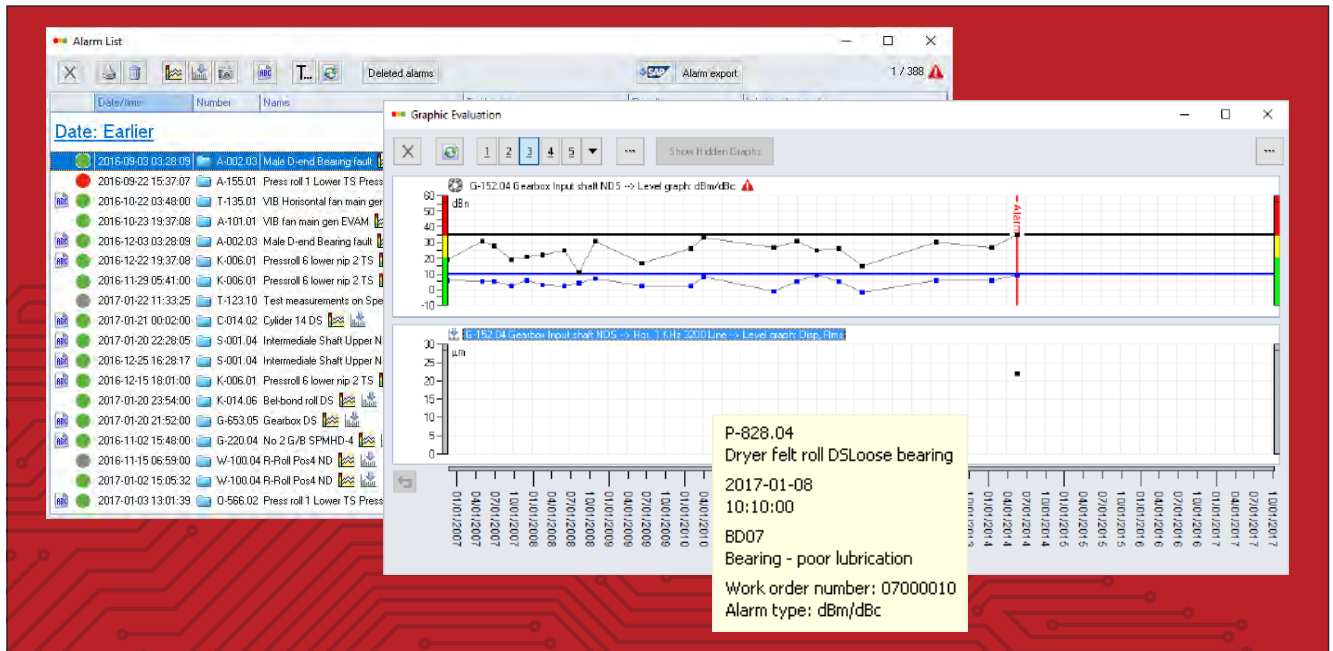 Alarm List
ABC
T...
Deleted alarms
SAP
Alarm export
1 / 388
Date/time Number Name
Date: Earlier
2016-09-03 03:28:09 A-002.03 Male D-end Bearing fault
2016-09-22 15:37:07 A-155.01 Press roll 1 Lower TS Press
ABC 2016-10-22 03:48:00 T-135.01 VIB Horisontal fan main ger
2016-10-23 19:37:08 A-101.01 VIB fan main gen EVAM
ABC 2016-12-03 03:28:09 A-002.03 Male D-end Bearing fault
ABC 2016-12-22 19:37:08 K-006.01 Pressroll 6 lower nip 2 TS
2016-11-29 05:41:00 K-006.01 Pressroll 6 lower nip 2 TS
2017-01-22 11:33:25 T-123.10 Test measurements on Spe
ABC 2017-01-21 00:02:00 C-014.02 Cylider 14 DS
ABC 2017-01-20 22:28:05 S-001.04 Intermediale Shaft Upper N
ABC 2016-12-25 16:28:17 S-001.04 Intermediale Shaft Upper N
ABC 2016-12-15 18:01:00 K-006.01 Pressroll 6 lower nip 2 TS
2017-01-20 23:54:00 K-014.06 Bel-bond roll DS
ABC 2017-01-20 21:52:00 G-653.05 Gearbox DS
ABC 2016-11-02 15:48:00 G-220.04 No 2 G/B SPMHD-4
2016-11-15 06:59:00 W-100.04 R-Roll Pos4 ND
2017-01-02 15:05:32 W-100.04 R-Roll Pos4 ND
ABC 2017-01-03 13:01:39 O-566.02 Press roll 1 Lower TS Press
Graphic Evaluation
1 2 3 4 5
...
Show Hidden Graphs
...
G-152.04 Gearbox Input shaft NDS --> Level graph: dBm/dBc
60
50
40
30
20
10
0
-10
dBn
Alarm
G-152.04 Gearbox Input shaft NDS --> Hor. 1 KHz 3200 Line --> Level graph: Disp, Rms
30
25
20
15
10
5
0
µm
01/01/2007
04/01/2007
07/01/2007
10/01/2007
01/01/2008
04/01/2008
07/01/2008
10/01/2008
01/01/2009
04/01/2009
07/01/2009
10/01/2009
01/01/2010
01/01/2014
04/01/2014
07/01/2014
10/01/2014
01/01/2015
04/01/2015
07/01/2015
10/01/2015
01/01/2016
04/01/2016
07/01/2016
10/01/2016
01/01/2017
04/01/2017
07/01/2017
10/01/2017
P-828.04
Dryer felt roll DSLoose bearing
2017-01-08
10:10:00
BD07
Bearing - poor lubrication
Work order number: 07000010
Alarm type: dBm/dBc